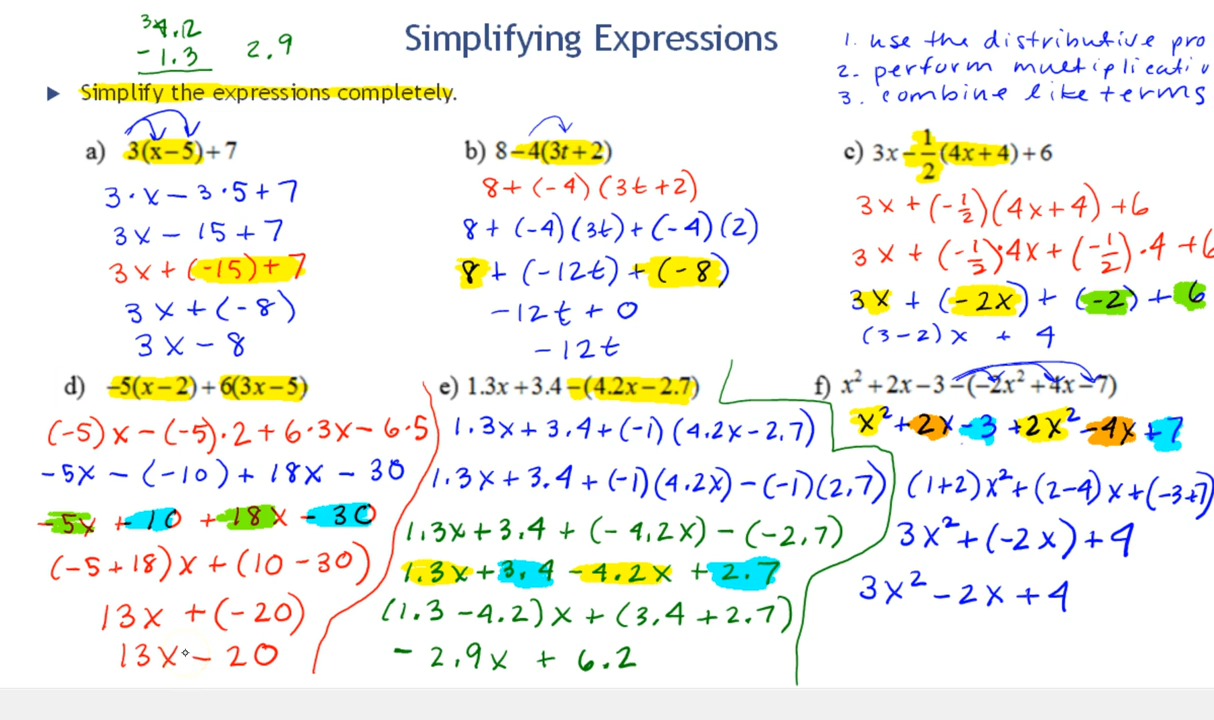 ³4.12
- 1.3    2.9
Simplifying Expressions
1. use the distributive pro
2. perform multiplicativ
3. combine like terms
Simplify the expressions completely.
a) 3(x−5)+7
3·x − 3·5 + 7
3x − 15 + 7
3x + (-15) + 7
3x + (-8)
3x − 8
b) 8−4(3t+2)
8 + (-4)(3t+2)
8 + (-4)(3t) + (-4)(2)
8 + (-12t) + (-8)
-12t + 0
-12t
c) 3x−1/2(4x+4)+6
3x + (-1/2)(4x+4) + 6
3x + (-1/2)·4x + (-1/2)·4 + 6
3x + (-2x) + (-2) + 6
(3-2)x + 4
d) −5(x−2)+6(3x−5)
(-5)x − (-5)·2 + 6·3x − 6·5
-5x − (-10) + 18x − 30
-5x + 10 + 18x − 30
(-5+18)x + (10-30)
13x + (-20)
13x − 20
e) 1.3x+3.4−(4.2x−2.7)
1.3x + 3.4 + (-1)(4.2x-2.7)
1.3x + 3.4 + (-1)(4.2x) − (-1)(2.7)
1.3x + 3.4 + (-4.2x) − (-2.7)
1.3x + 3.4 − 4.2x + 2.7
(1.3 − 4.2)x + (3.4 + 2.7)
- 2.9x + 6.2
f) x²+2x−3−(−2x²+4x−7)
x² + 2x − 3 + 2x² − 4x + 7
(1+2)x² + (2-4)x + (-3+7)
3x² + (-2x) + 4
3x² − 2x + 4